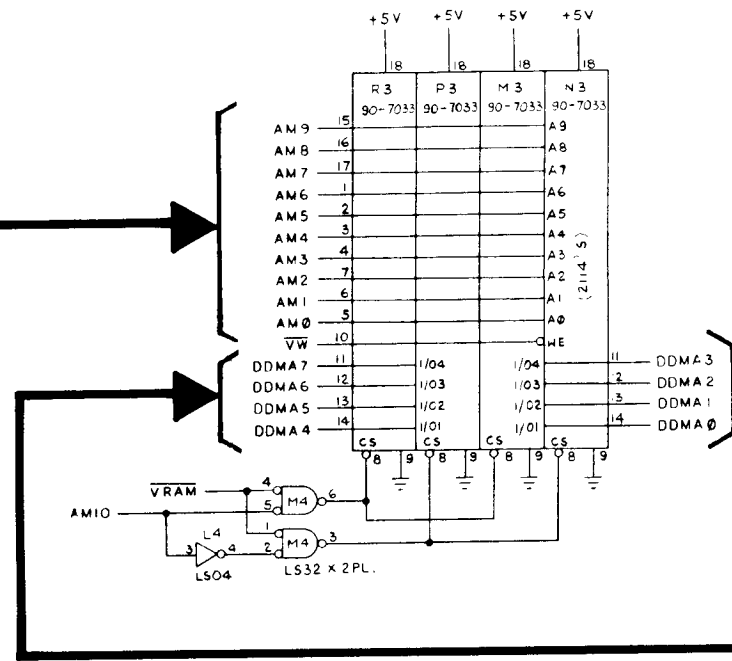 +5V +5V +5V +5V
18 18 18 18
R3 P3 M3 N3
90-7033 90-7033 90-7033 90-7033
AM9 15 A9
AM8 16 A8
AM7 17 A7
AM6 1 A6
AM5 2 A5
AM4 3 A4
AM3 4 A3
AM2 7 A2
AM1 6 A1
AMØ 5 AØ
(2114'S)
VW 10 WE
DDMA7 11 I/O4 I/O4 11 DDMA3
DDMA6 12 I/O3 I/O3 12 DDMA2
DDMA5 13 I/O2 I/O2 13 DDMA1
DDMA4 14 I/O1 I/O1 14 DDMAØ
CS CS CS CS
8 9 8 9 8 9 8 9
VRAM 4 M4 6
AM10 5
L4 1 M4 3
3 4 2
LS04 LS32 X 2PL.